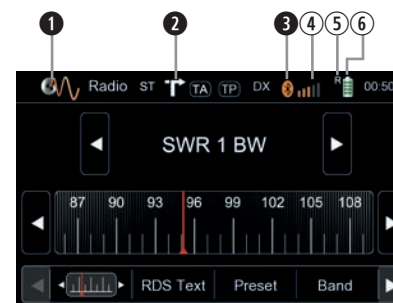 1 2 3 4 5 6
Radio ST TA TP DX R 00:50
SWR 1 BW
87 90 93 96 99 102 105 108
RDS Text Preset Band